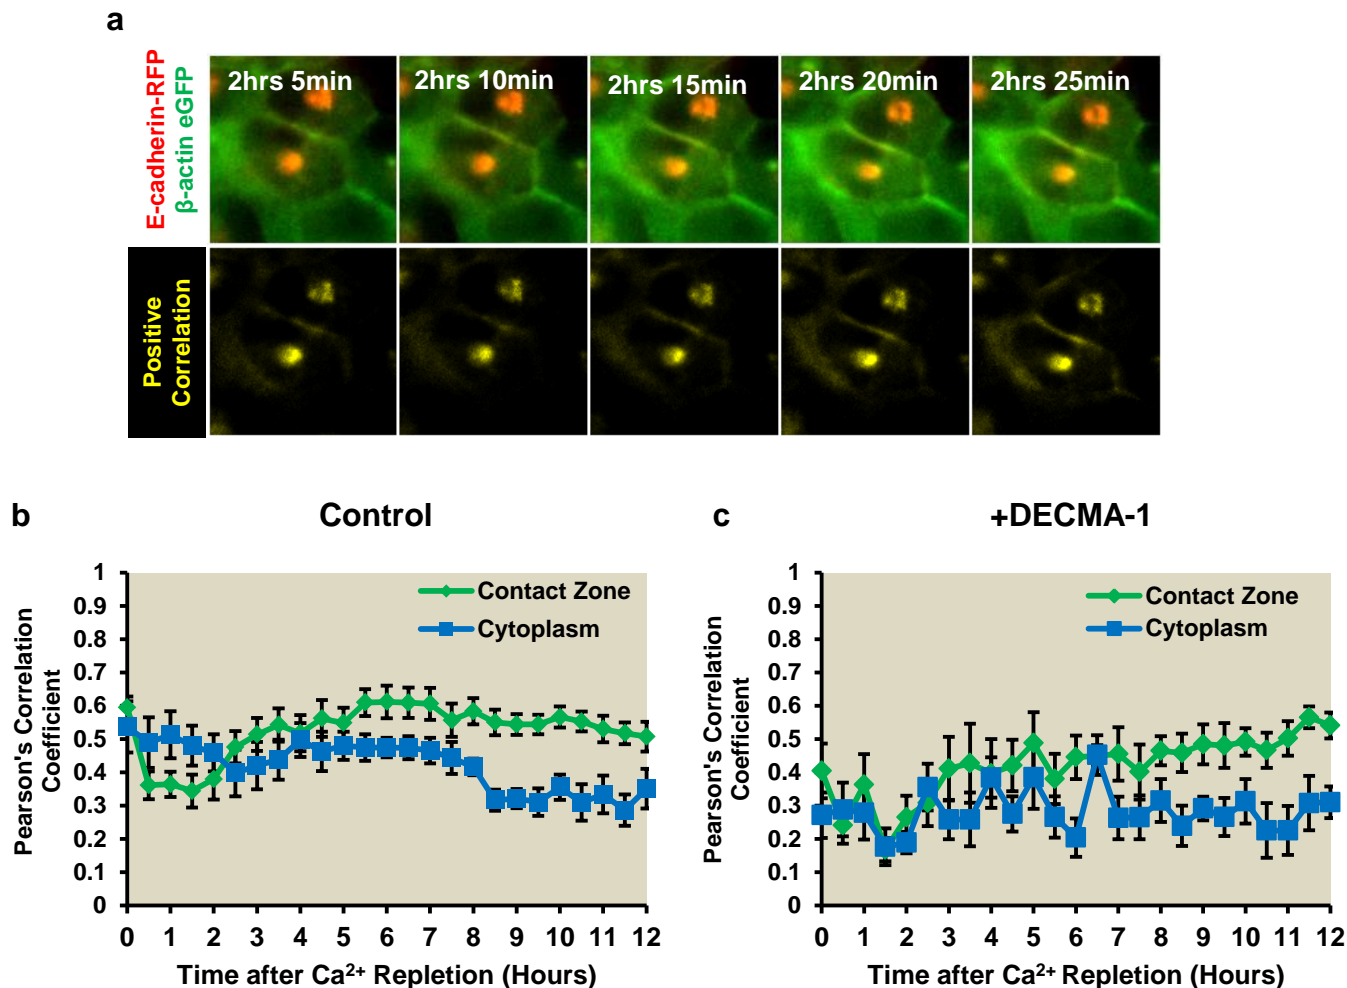 a
E-cadherin-RFP
β-actin eGFP
2hrs 5min
2hrs 10min
2hrs 15min
2hrs 20min
2hrs 25min
Positive
Correlation
b
Control
Pearson's Correlation
Coefficient
1
0.9
0.8
0.7
0.6
0.5
0.4
0.3
0.2
0.1
0
Contact Zone
Cytoplasm
0 1 2 3 4 5 6 7 8 9 10 11 12
Time after Ca²⁺ Repletion (Hours)
c
+DECMA-1
Pearson's Correlation
Coefficient
1
0.9
0.8
0.7
0.6
0.5
0.4
0.3
0.2
0.1
0
Contact Zone
Cytoplasm
0 1 2 3 4 5 6 7 8 9 10 11 12
Time after Ca²⁺ Repletion (Hours)